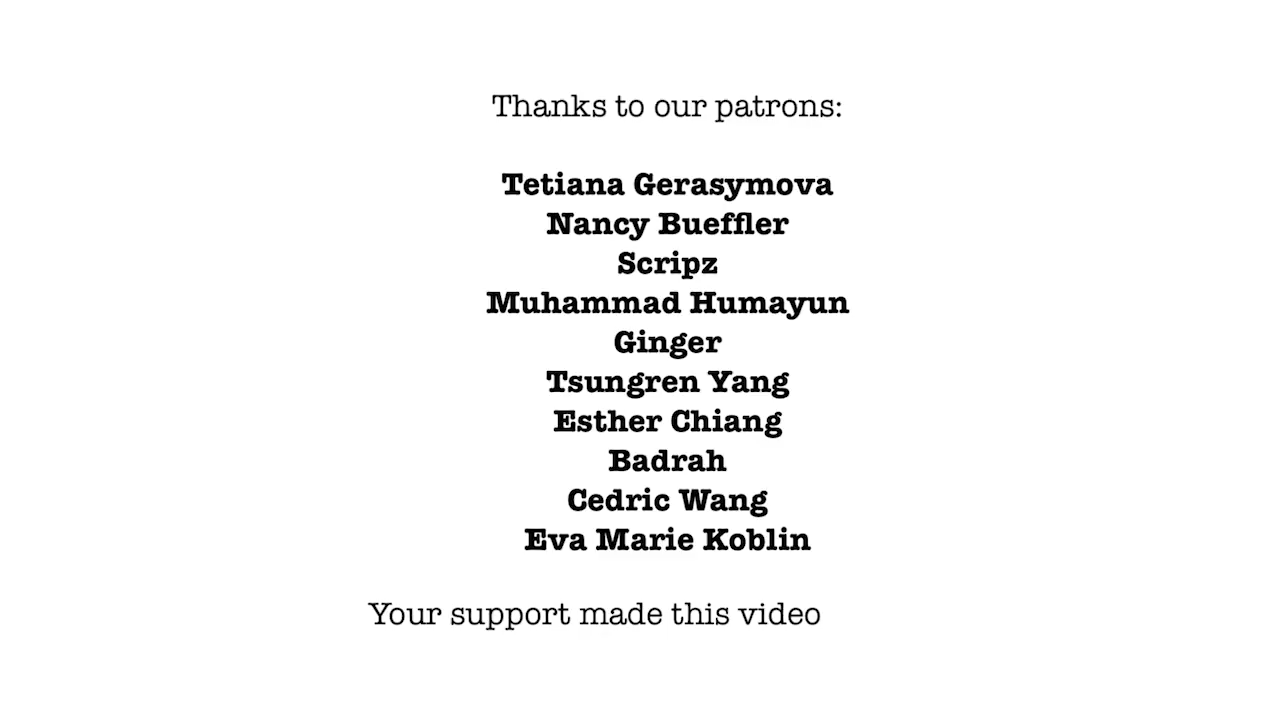 Thanks to our patrons:
Tetiana Gerasymova
Nancy Bueffler
Scripz
Muhammad Humayun
Ginger
Tsungren Yang
Esther Chiang
Badrah
Cedric Wang
Eva Marie Koblin
Your support made this video